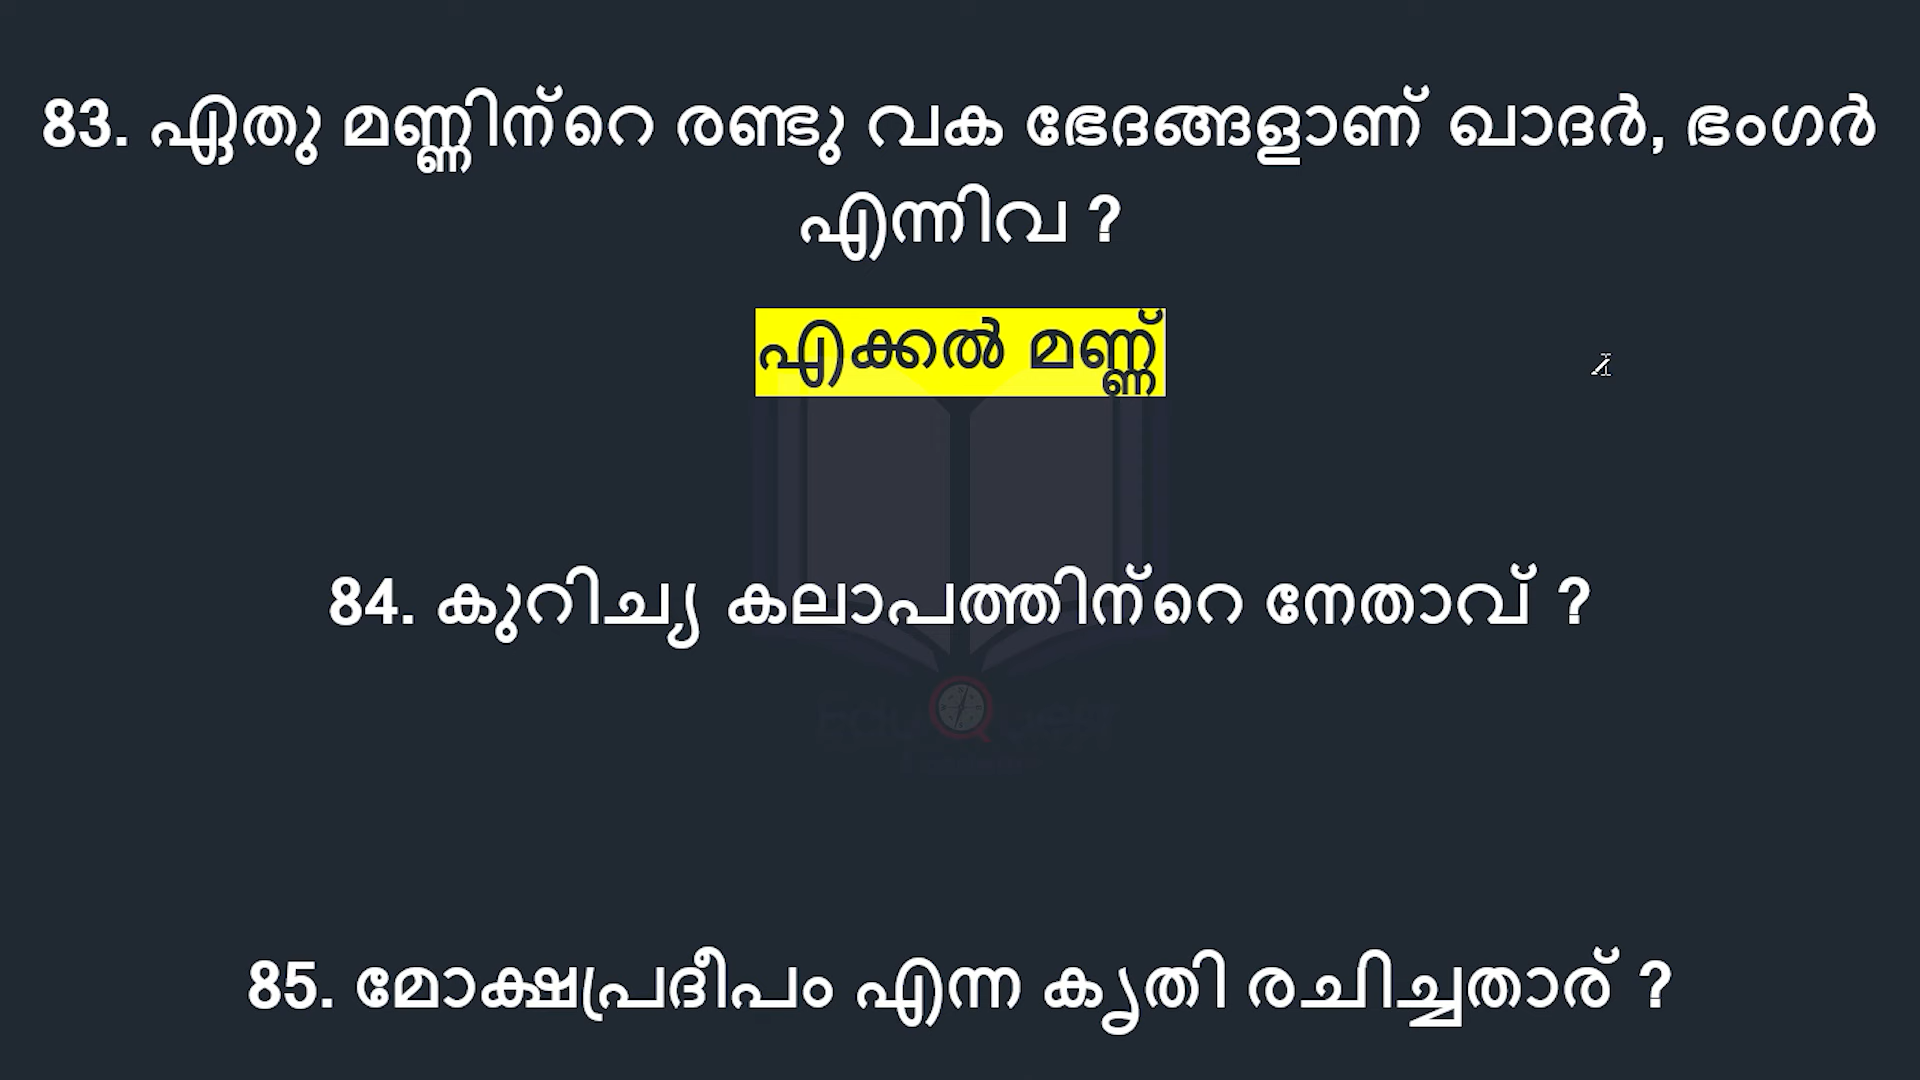 83. ഏതു മണ്ണിന്റെ രണ്ടു വക ഭേദങ്ങളാണ് ഖാദർ, ഭംഗർ
എന്നിവ ?
എക്കൽ മണ്ണ്
84. കുറിച്യ കലാപത്തിന്റെ നേതാവ് ?
85. മോക്ഷപ്രദീപം എന്ന കൃതി രചിച്ചതാര് ?